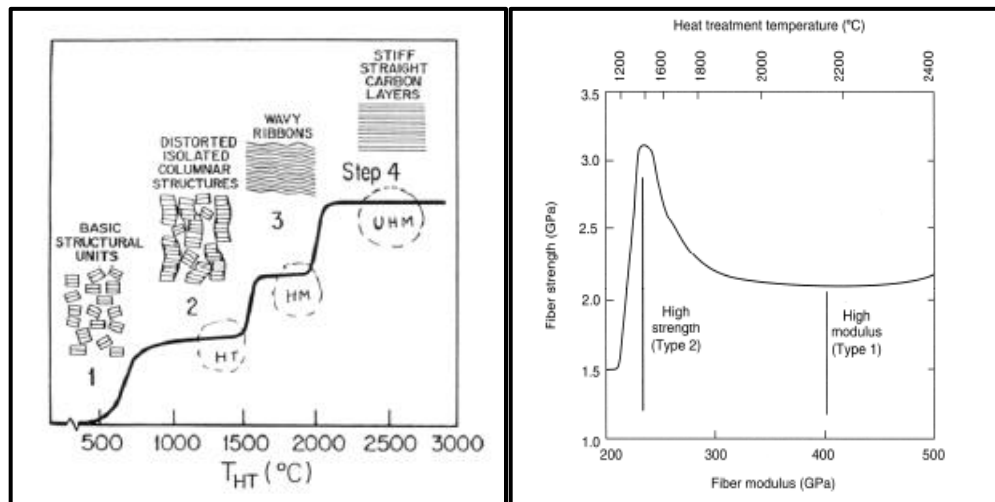 STIFF
STRAIGHT
CARBON
LAYERS
WAVY
RIBBONS
DISTORTED
ISOLATED
COLUMNAR
STRUCTURES
Step 4
BASIC
STRUCTURAL
UNITS
3
UHM
2
HM
1
HT
500 1000 1500 2000 2500 3000
T_HT (°C)
Heat treatment temperature (°C)
1200 1600 1800 2000 2200 2400
Fiber strength (GPa)
3.0
2.5
2.0
1.5
1.0
High
strength
(Type 2)
High
modulus
(Type 1)
200 300 400 500
Fiber modulus (GPa)